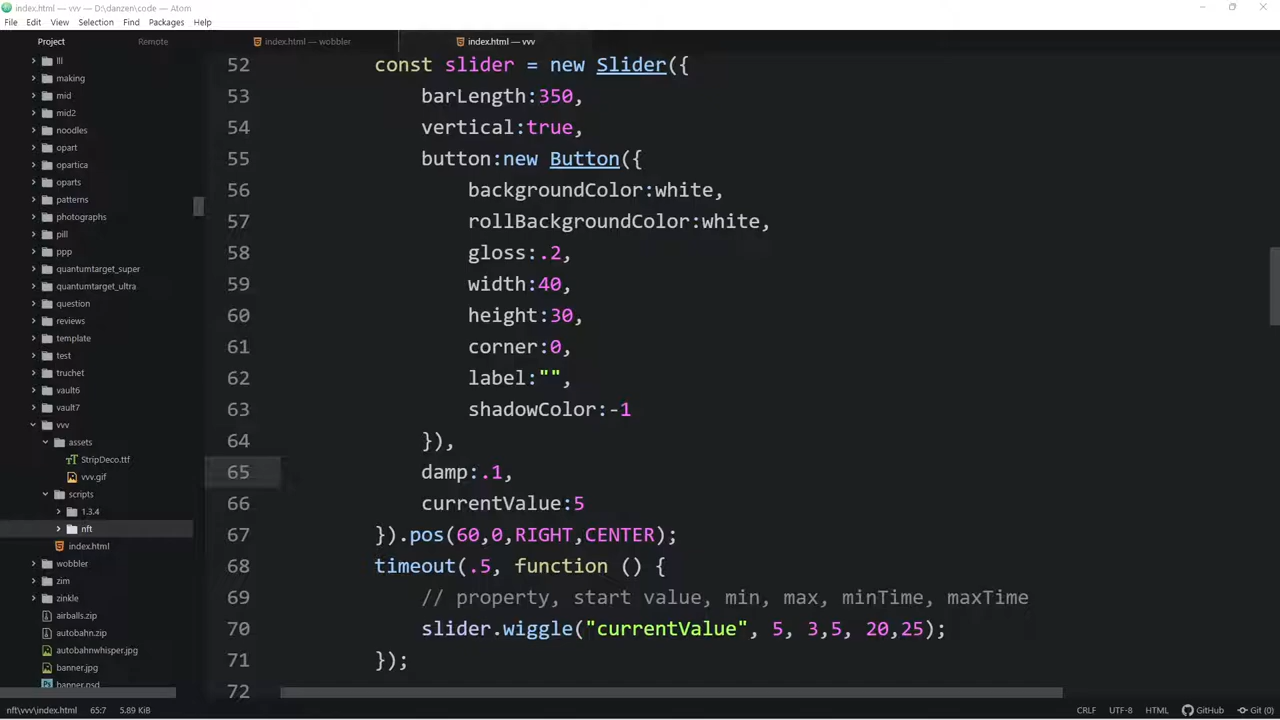 index.html — vvv — D:\danzen\code — Atom
File Edit View Selection Find Packages Help
Project Remote
index.html — wobbler
index.html — vvv
lll
making
mid
mid2
noodles
opart
opartica
oparts
patterns
photographs
pill
ppp
quantumtarget_super
quantumtarget_ultra
question
reviews
template
test
truchet
vault6
vault7
vvv
assets
StripDeco.ttf
vvv.gif
scripts
1.3.4
nft
index.html
wobbler
zim
zinkle
airballs.zip
autobahn.zip
autobahnwhisper.jpg
banner.jpg
banner.psd
52 const slider = new Slider({
53 barLength:350,
54 vertical:true,
55 button:new Button({
56 backgroundColor:white,
57 rollBackgroundColor:white,
58 gloss:.2,
59 width:40,
60 height:30,
61 corner:0,
62 label:"",
63 shadowColor:-1
64 }),
65 damp:.1,
66 currentValue:5
67 }).pos(60,0,RIGHT,CENTER);
68 timeout(.5, function () {
69 // property, start value, min, max, minTime, maxTime
70 slider.wiggle("currentValue", 5, 3,5, 20,25);
71 });
72
nft\vvv\index.html 65:7 5.89 KiB CRLF UTF-8 HTML GitHub Git (0)